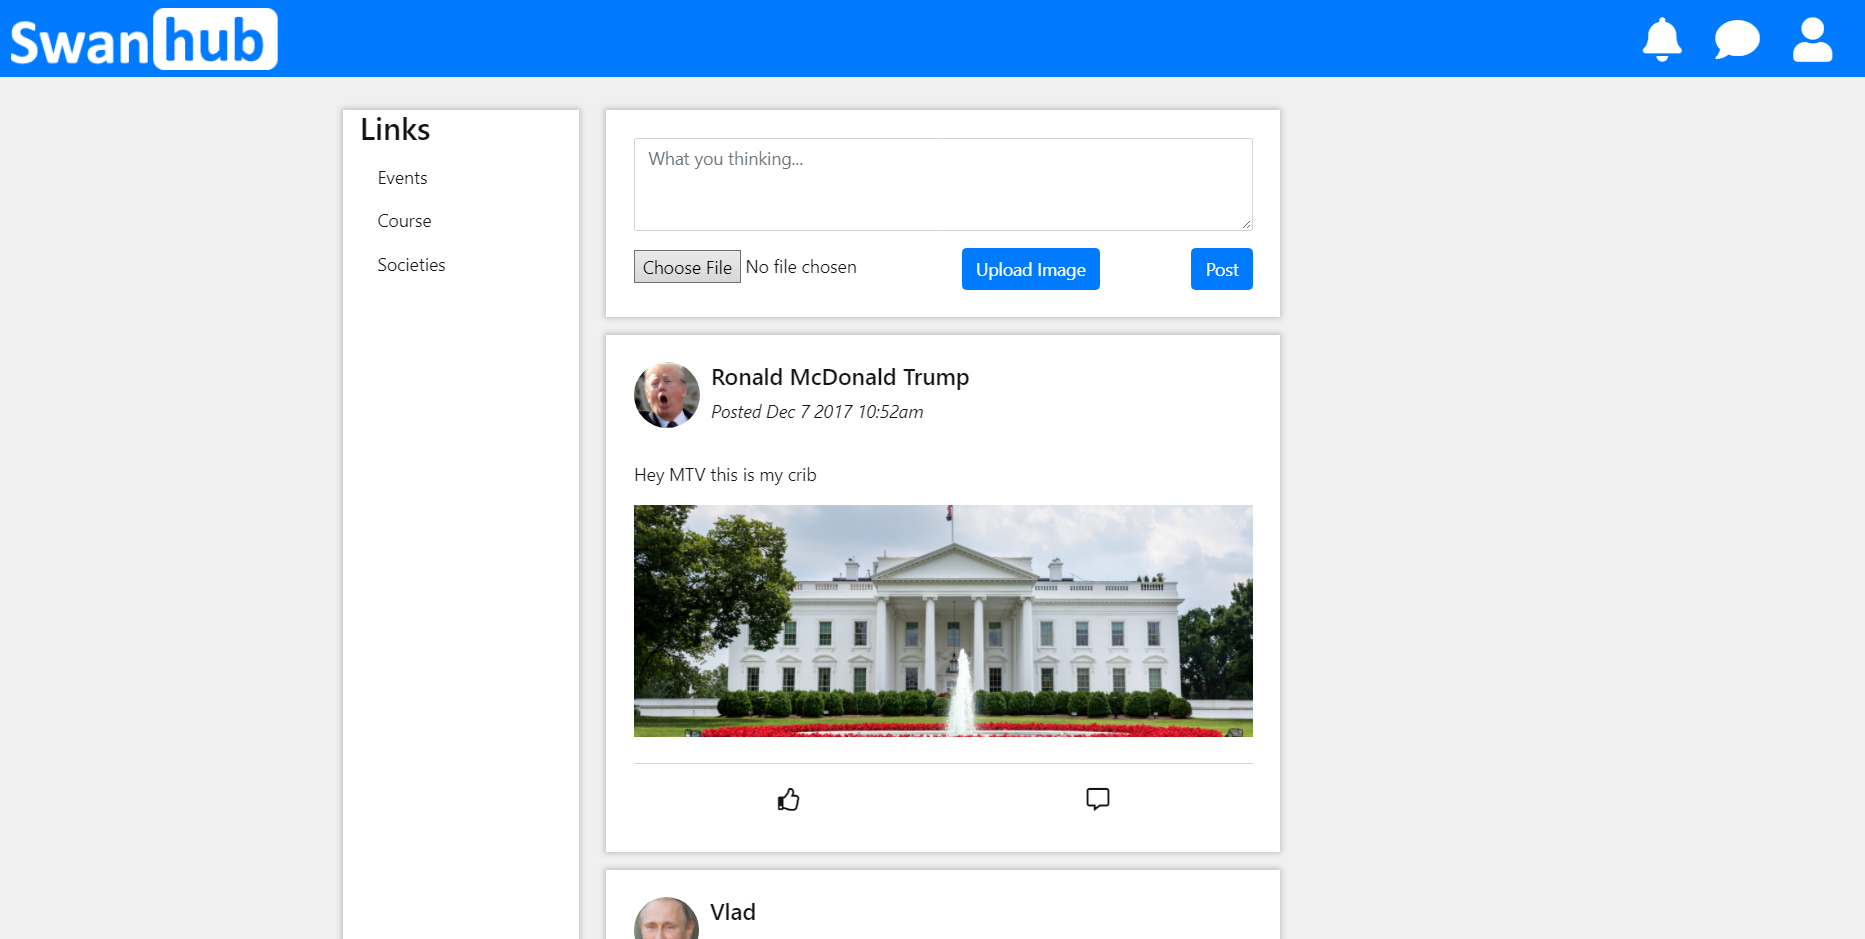 Swanhub
Links
Events
Course
Societies
What you thinking...
Choose File No file chosen
Upload Image
Post
Ronald McDonald Trump
Posted Dec 7 2017 10:52am
Hey MTV this is my crib
Vlad